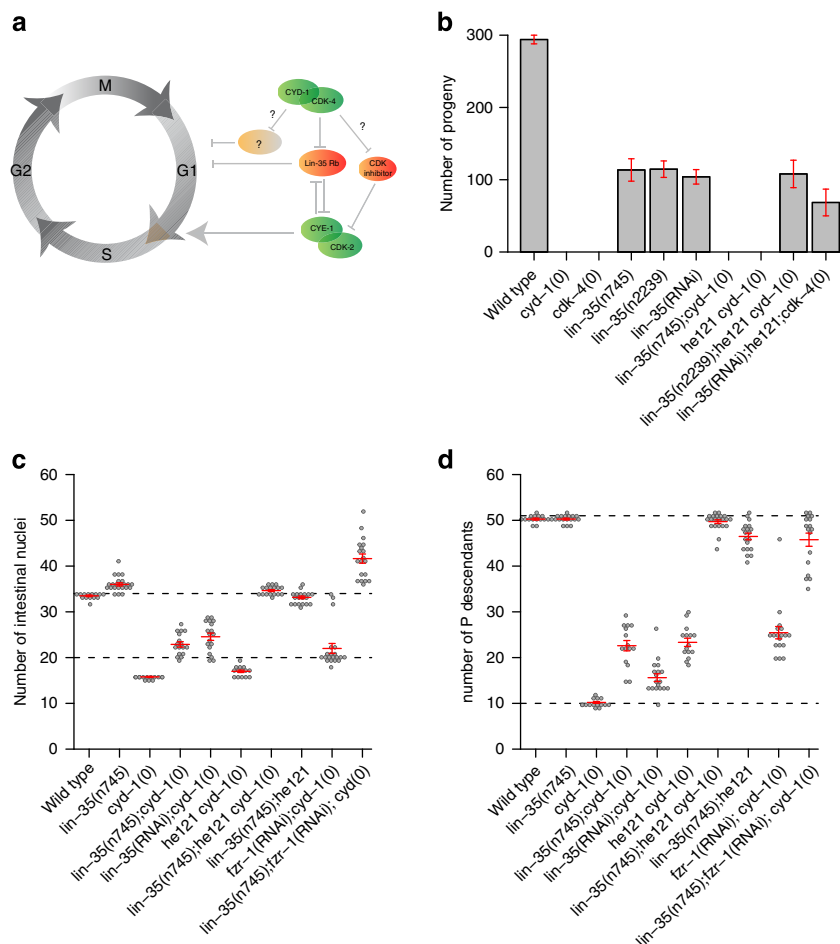 a
M
G1
S
G2
CYD-1
CDK-4
?
?
?
Lin-35 Rb
CDK
inhibitor
CYE-1
CDK-2
b
Number of progeny
300
200
100
0
Wild type
cyd–1(0)
cdk–4(0)
lin–35(n745)
lin–35(n2239)
lin–35(RNAi)
lin–35(n745);cyd–1(0)
he121 cyd–1(0)
lin–35(n2239);he121 cyd–1(0)
lin–35(RNAi);he121;cdk–4(0)
c
Number of intestinal nuclei
60
50
40
30
20
10
0
Wild type
lin–35(n745)
cyd–1(0)
lin–35(n745);cyd–1(0)
lin–35(RNAi);cyd–1(0)
he121 cyd–1(0)
lin–35(n745);he121 cyd–1(0)
lin–35(n745);he121
fzr–1(RNAi);cyd–1(0)
lin–35(n745);fzr–1(RNAi); cyd(0)
d
number of P descendants
60
50
40
30
20
10
0
Wild type
lin–35(n745)
cyd–1(0)
lin–35(n745);cyd–1(0)
lin–35(RNAi);cyd–1(0)
he121 cyd–1(0)
lin–35(n745);he121 cyd–1(0)
lin–35(n745);he121
fzr–1(RNAi); cyd–1(0)
lin–35(n745);fzr–1(RNAi); cyd–1(0)